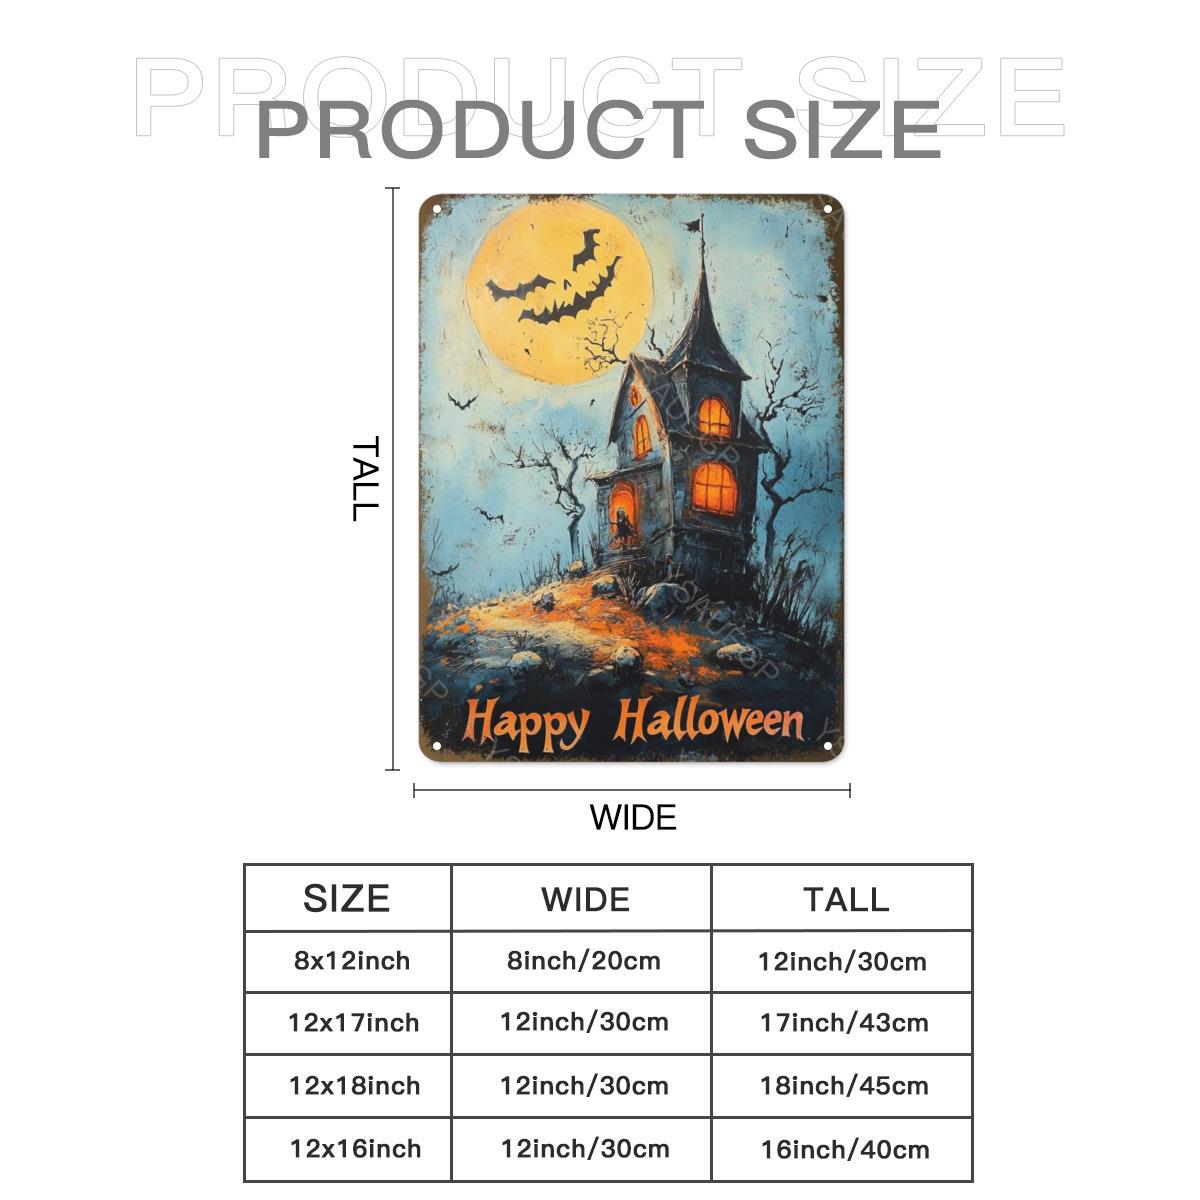 PRODUCT SIZE
PRODUCT SIZE
TALL
Happy Halloween
WIDE
SIZE WIDE TALL
8x12inch 8inch/20cm 12inch/30cm
12x17inch 12inch/30cm 17inch/43cm
12x18inch 12inch/30cm 18inch/45cm
12x16inch 12inch/30cm 16inch/40cm